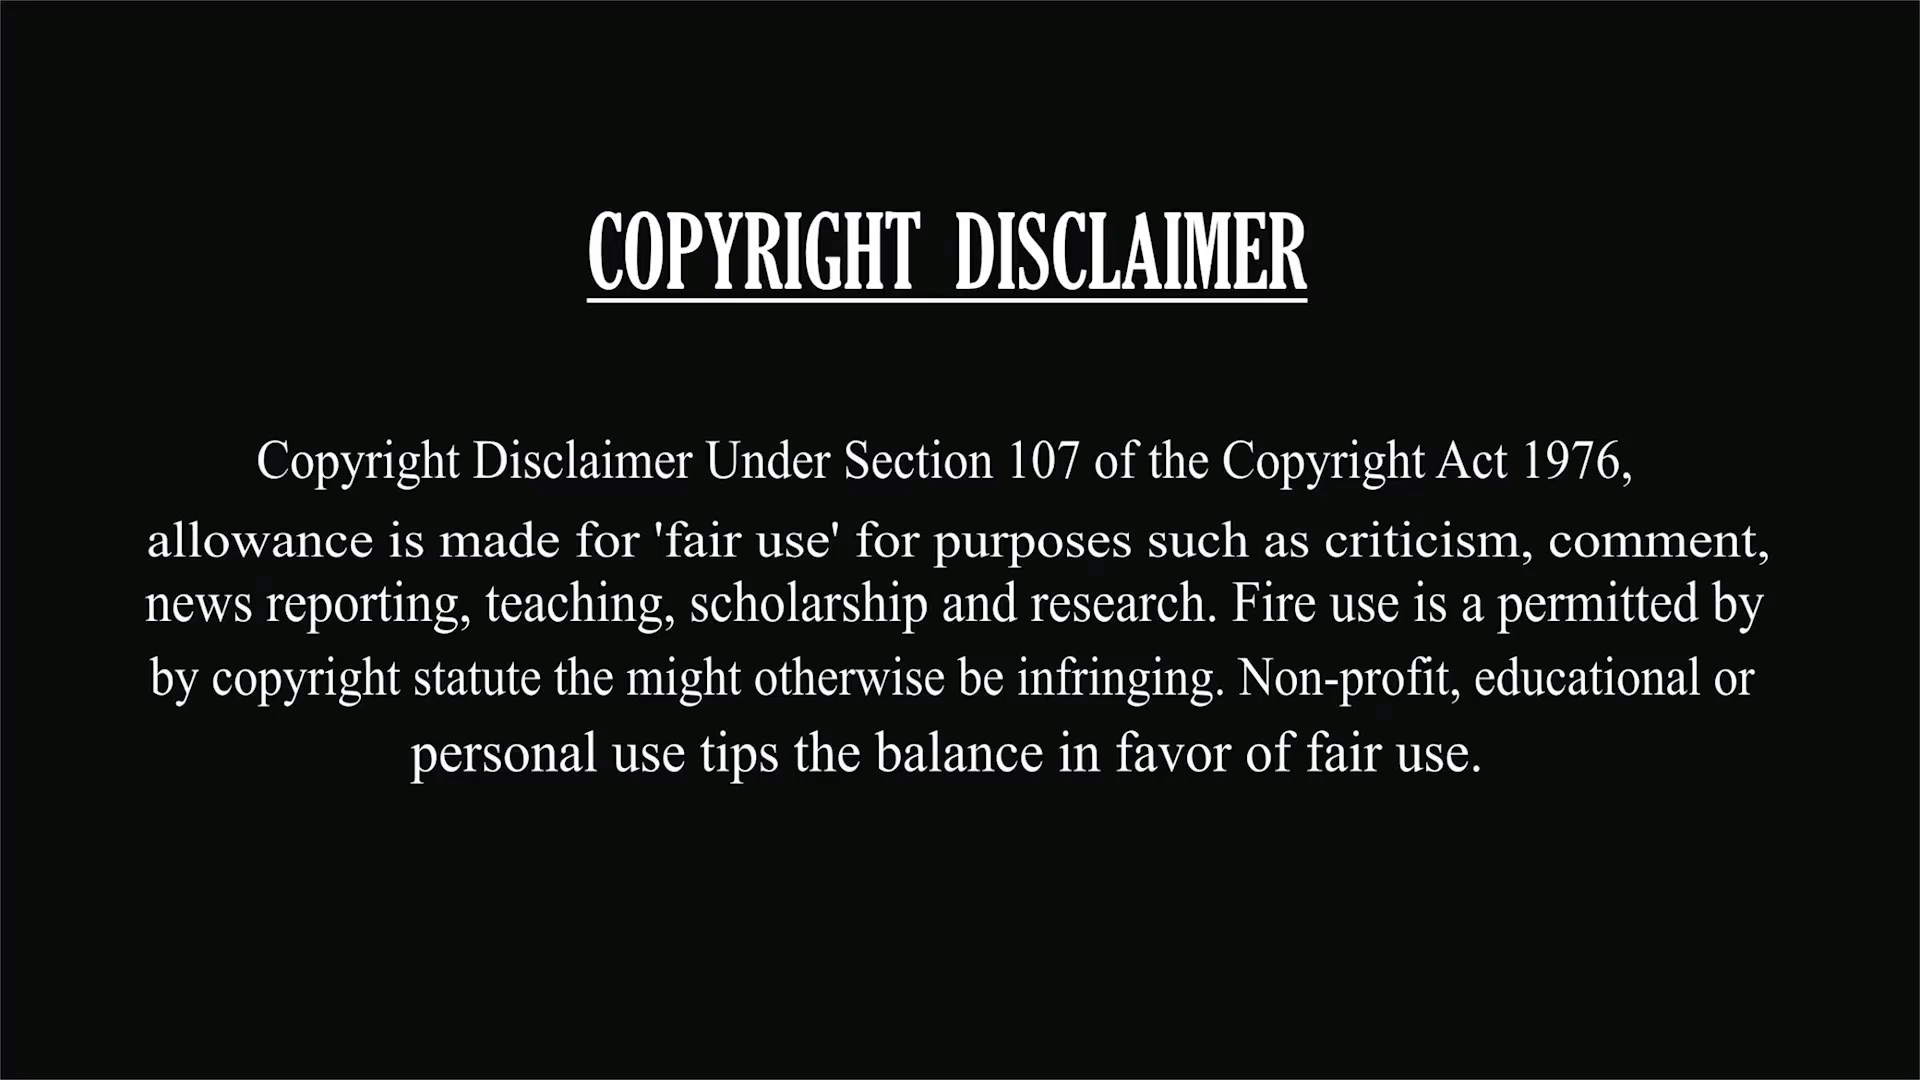 COPYRIGHT DISCLAIMER
Copyright Disclaimer Under Section 107 of the Copyright Act 1976,
allowance is made for 'fair use' for purposes such as criticism, comment,
news reporting, teaching, scholarship and research. Fire use is a permitted by
by copyright statute the might otherwise be infringing. Non-profit, educational or
personal use tips the balance in favor of fair use.